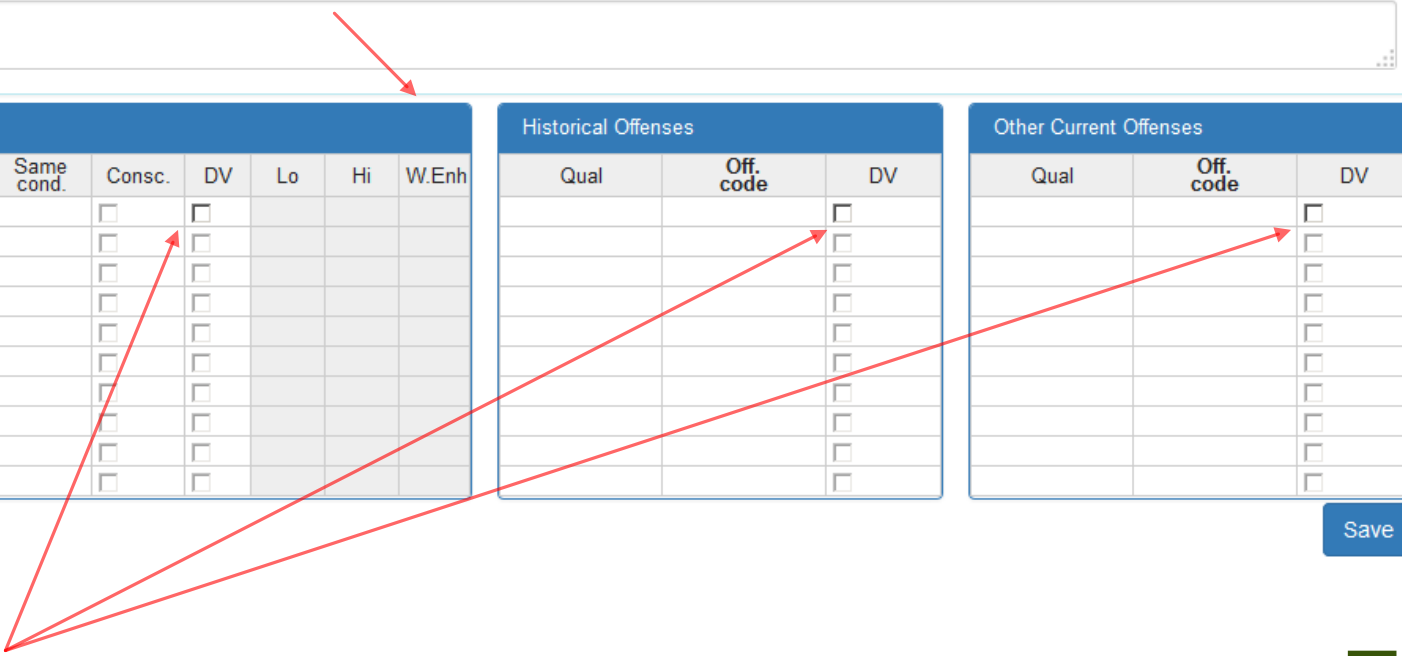 Historical Offenses
Other Current Offenses
Same cond.
Consc.
DV
Lo
Hi
W.Enh
Qual
Off. code
DV
Qual
Off. code
DV
Save